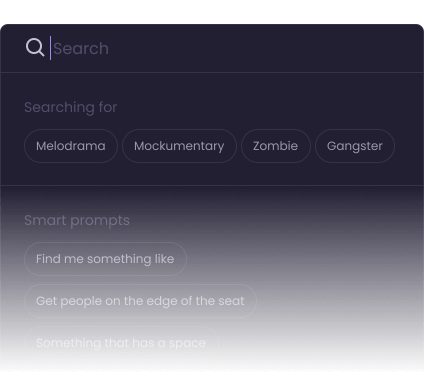 Search
Searching for
Melodrama Mockumentary Zombie Gangster
Smart prompts
Find me something like
Get people on the edge of the seat
Something that has a space